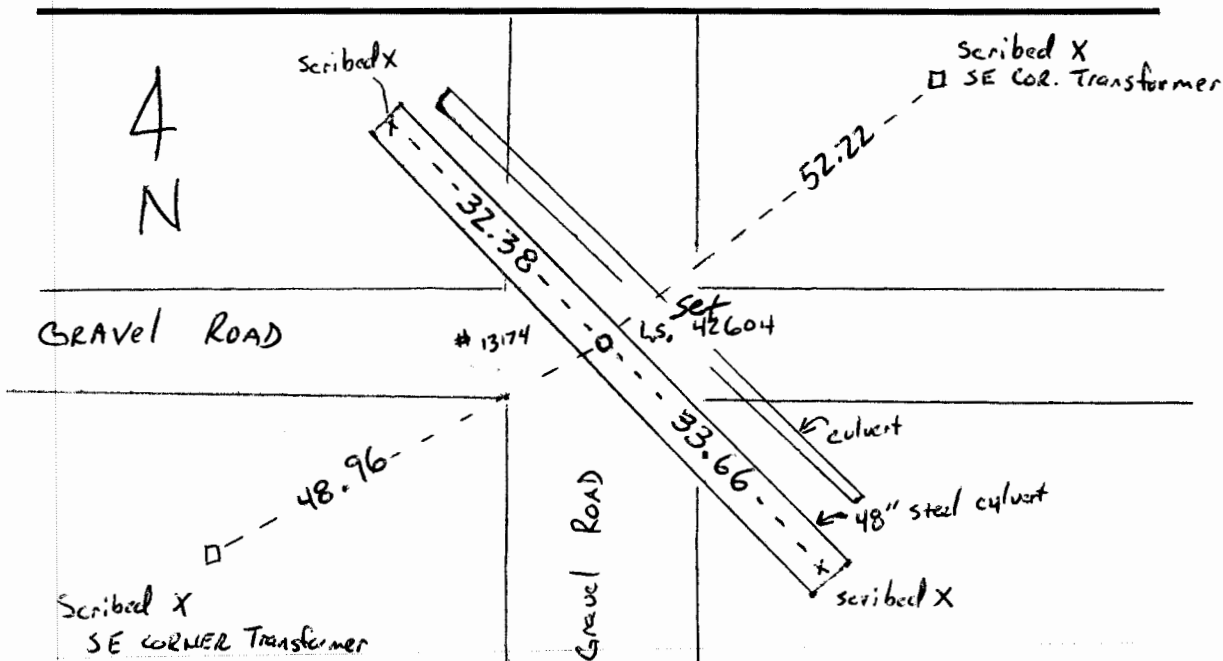 Scribed X
Scribed X
SE COR. Transformer
4
N
52.22
32.38
set
GRAVEl ROAD
# 13174
L.S. 42604
33.66
culvert
48.96
48" steel culvert
Gravel ROAD
Scribed X
SE CORNER Transformer
scribed X